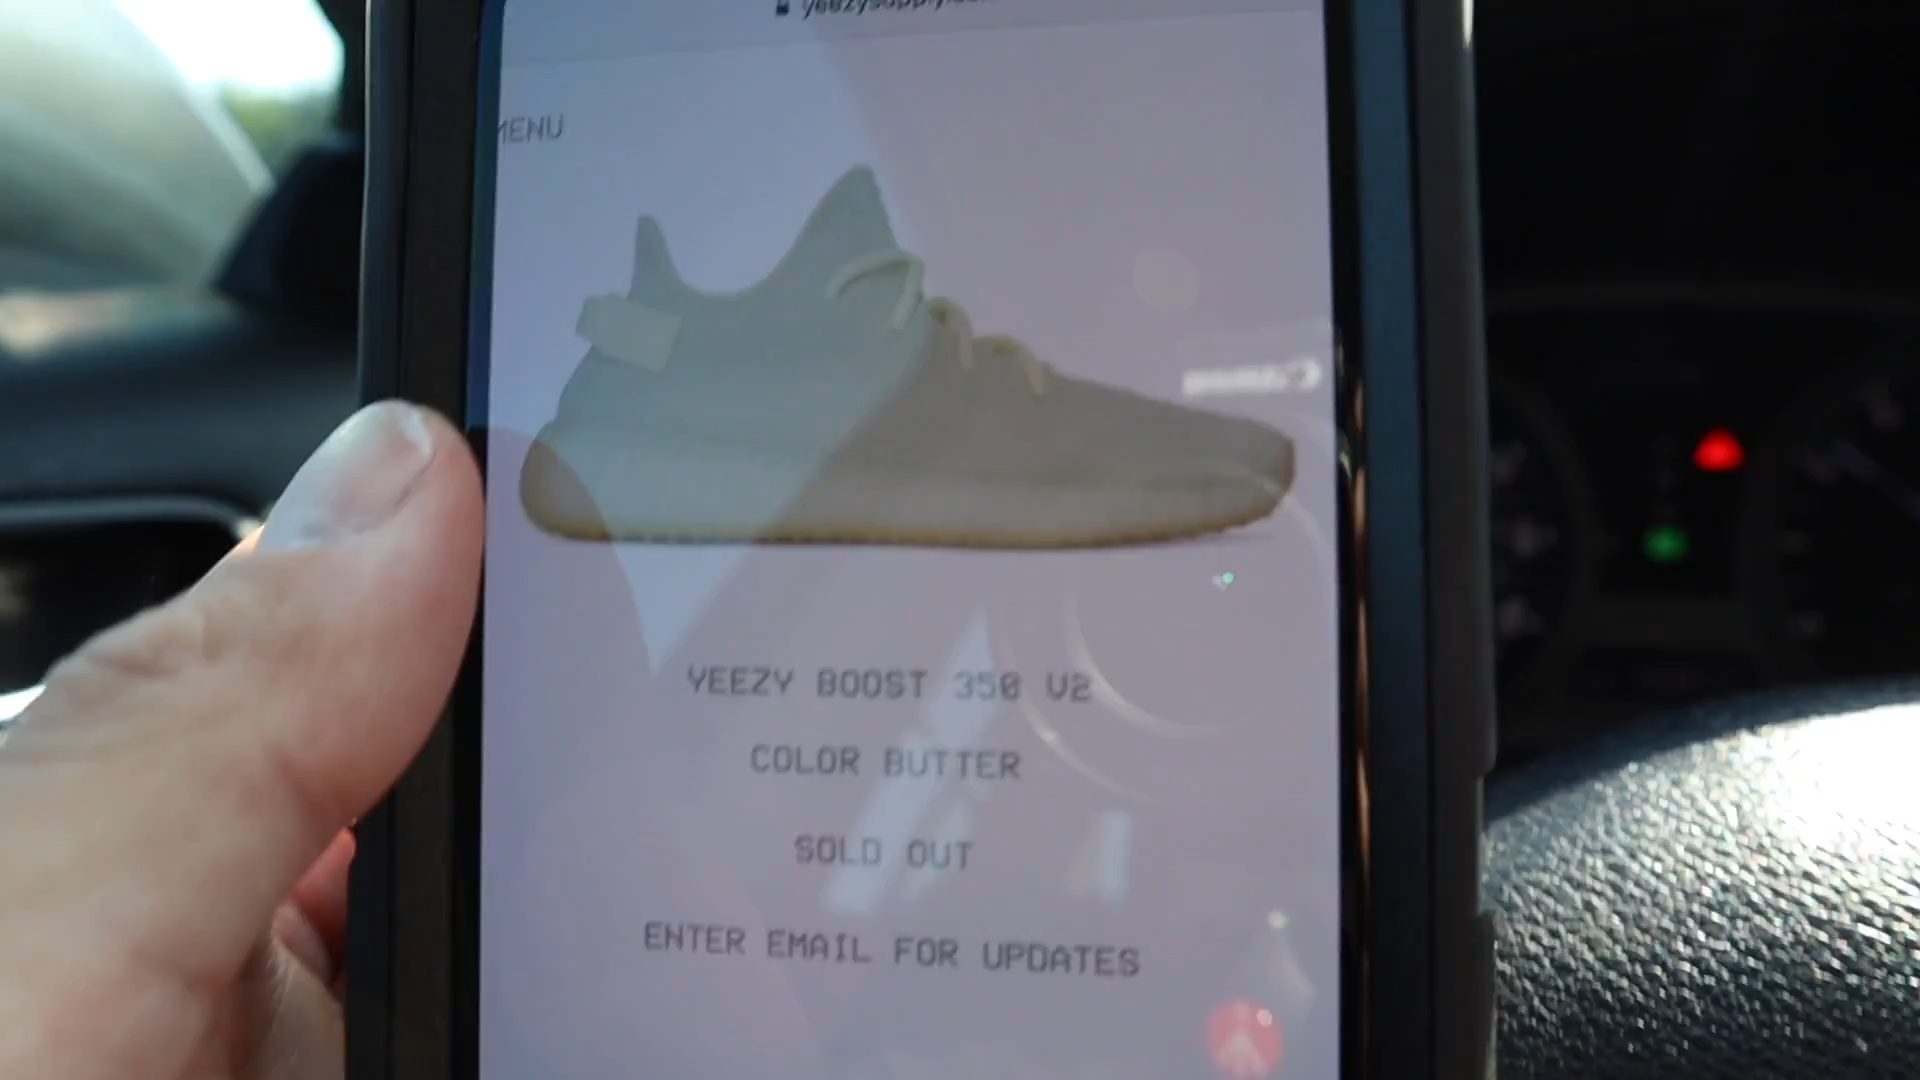 MENU
YEEZY BOOST 350 V2
COLOR BUTTER
SOLD OUT
ENTER EMAIL FOR UPDATES